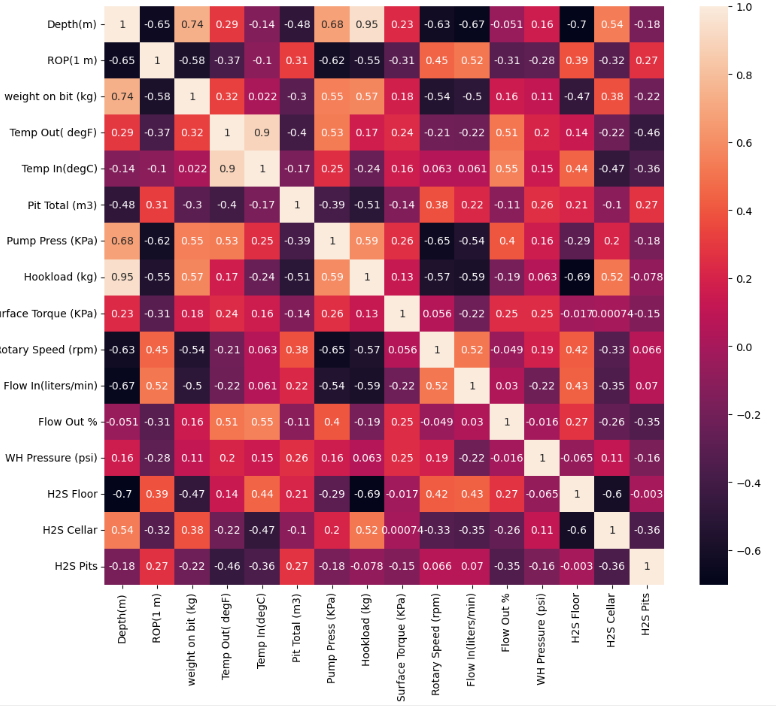 Depth(m) 1 -0.65 0.74 0.29 -0.14 -0.48 0.68 0.95 0.23 -0.63 -0.67 -0.051 0.16 -0.7 0.54 -0.18
ROP(1 m) -0.65 1 -0.58 -0.37 -0.1 0.31 -0.62 -0.55 -0.31 0.45 0.52 -0.31 -0.28 0.39 -0.32 0.27
weight on bit (kg) 0.74 -0.58 1 0.32 0.022 -0.3 0.55 0.57 0.18 -0.54 -0.5 0.16 0.11 -0.47 0.38 -0.22
Temp Out( degF) 0.29 -0.37 0.32 1 0.9 -0.4 0.53 0.17 0.24 -0.21 -0.22 0.51 0.2 0.14 -0.22 -0.46
Temp In(degC) -0.14 -0.1 0.022 0.9 1 -0.17 0.25 -0.24 0.16 0.063 0.061 0.55 0.15 0.44 -0.47 -0.36
Pit Total (m3) -0.48 0.31 -0.3 -0.4 -0.17 1 -0.39 -0.51 -0.14 0.38 0.22 -0.11 0.26 0.21 -0.1 0.27
Pump Press (KPa) 0.68 -0.62 0.55 0.53 0.25 -0.39 1 0.59 0.26 -0.65 -0.54 0.4 0.16 -0.29 0.2 -0.18
Hookload (kg) 0.95 -0.55 0.57 0.17 -0.24 -0.51 0.59 1 0.13 -0.57 -0.59 -0.19 0.063 -0.69 0.52 -0.078
rface Torque (KPa) 0.23 -0.31 0.18 0.24 0.16 -0.14 0.26 0.13 1 0.056 -0.22 0.25 0.25 -0.017 0.00074 -0.15
otary Speed (rpm) -0.63 0.45 -0.54 -0.21 0.063 0.38 -0.65 -0.57 0.056 1 0.52 -0.049 0.19 0.42 -0.33 0.066
Flow In(liters/min) -0.67 0.52 -0.5 -0.22 0.061 0.22 -0.54 -0.59 -0.22 0.52 1 0.03 -0.22 0.43 -0.35 0.07
Flow Out % -0.051 -0.31 0.16 0.51 0.55 -0.11 0.4 -0.19 0.25 -0.049 0.03 1 -0.016 0.27 -0.26 -0.35
WH Pressure (psi) 0.16 -0.28 0.11 0.2 0.15 0.26 0.16 0.063 0.25 0.19 -0.22 -0.016 1 -0.065 0.11 -0.16
H2S Floor -0.7 0.39 -0.47 0.14 0.44 0.21 -0.29 -0.69 -0.017 0.42 0.43 0.27 -0.065 1 -0.6 -0.003
H2S Cellar 0.54 -0.32 0.38 -0.22 -0.47 -0.1 0.2 0.52 0.00074 -0.33 -0.35 -0.26 0.11 -0.6 1 -0.36
H2S Pits -0.18 0.27 -0.22 -0.46 -0.36 0.27 -0.18 -0.078 -0.15 0.066 0.07 -0.35 -0.16 -0.003 -0.36 1
Depth(m)
ROP(1 m)
weight on bit (kg)
Temp Out( degF)
Temp In(degC)
Pit Total (m3)
Pump Press (KPa)
Hookload (kg)
Surface Torque (KPa)
Rotary Speed (rpm)
Flow In(liters/min)
Flow Out %
WH Pressure (psi)
H2S Floor
H2S Cellar
H2S Pits
1.0
0.8
0.6
0.4
0.2
0.0
−0.2
−0.4
−0.6